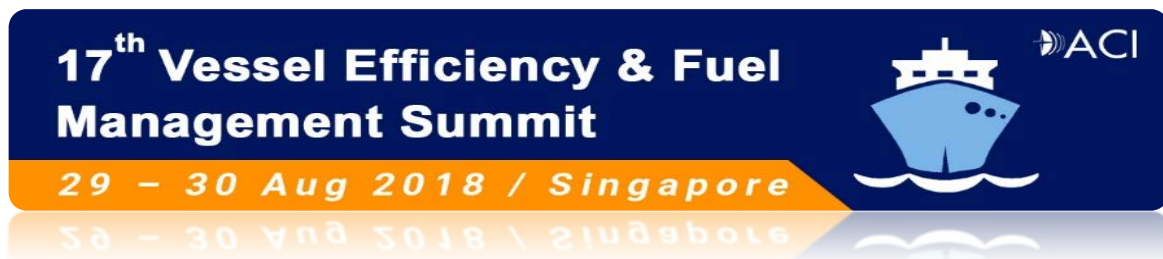 17th Vessel Efficiency & Fuel
Management Summit
29 – 30 Aug 2018 / Singapore
ACI